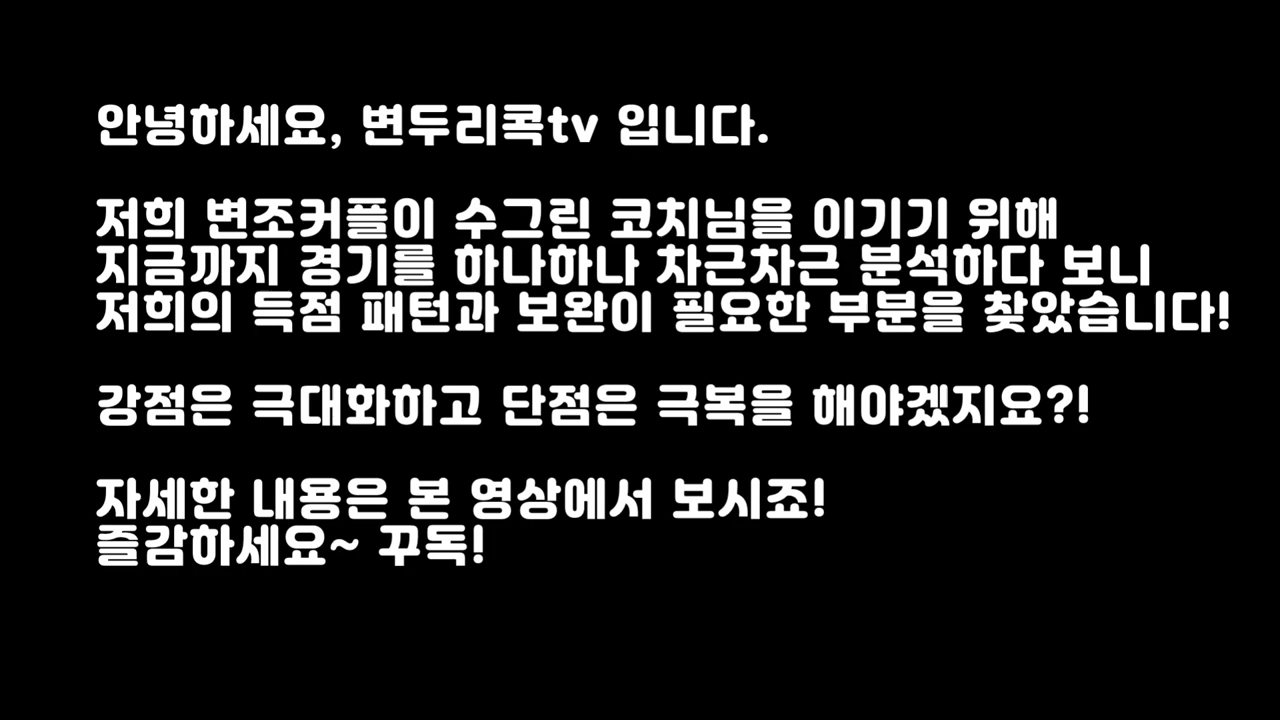 안녕하세요, 변두리콕tv 입니다.
저희 변조커플이 수그린 코치님을 이기기 위해
지금까지 경기를 하나하나 차근차근 분석하다 보니
저희의 득점 패턴과 보완이 필요한 부분을 찾았습니다!
강점은 극대화하고 단점은 극복을 해야겠지요?!
자세한 내용은 본 영상에서 보시죠!
즐감하세요~ 꾸독!